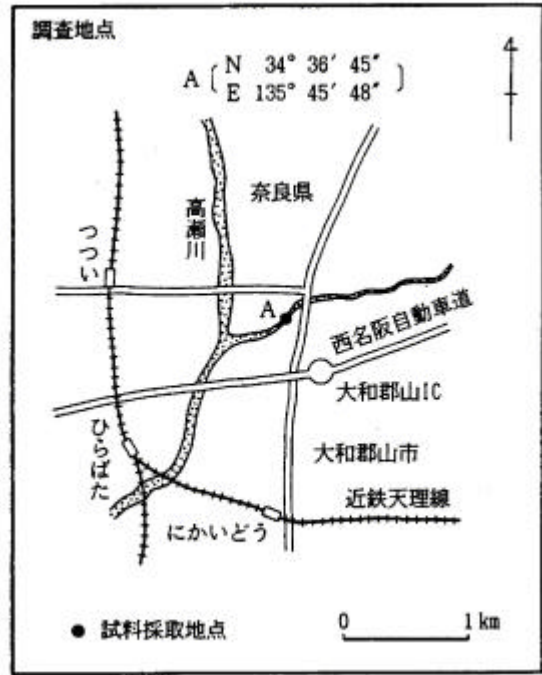 調査地点
A N 34° 36′ 45″
E 135° 45′ 48″
奈良県
高瀬川
つつい
A
西名阪自動車道
大和郡山IC
ひらばた
大和郡山市
近鉄天理線
にかいどう
● 試料採取地点
0 1 km